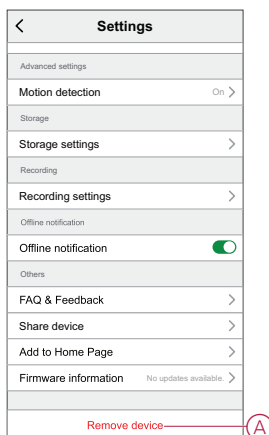 Settings
Advanced settings
Motion detection On
Storage
Storage settings
Recording
Recording settings
Offline notification
Offline notification
Others
FAQ & Feedback
Share device
Add to Home Page
Firmware information No updates available.
Remove device A